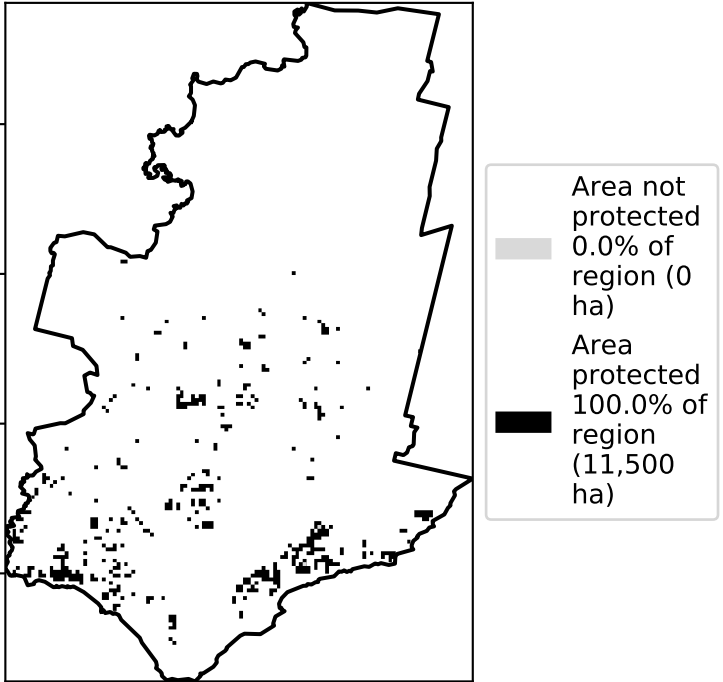 Area not
protected
0.0% of
region (0
ha)
Area
protected
100.0% of
region
(11,500
ha)